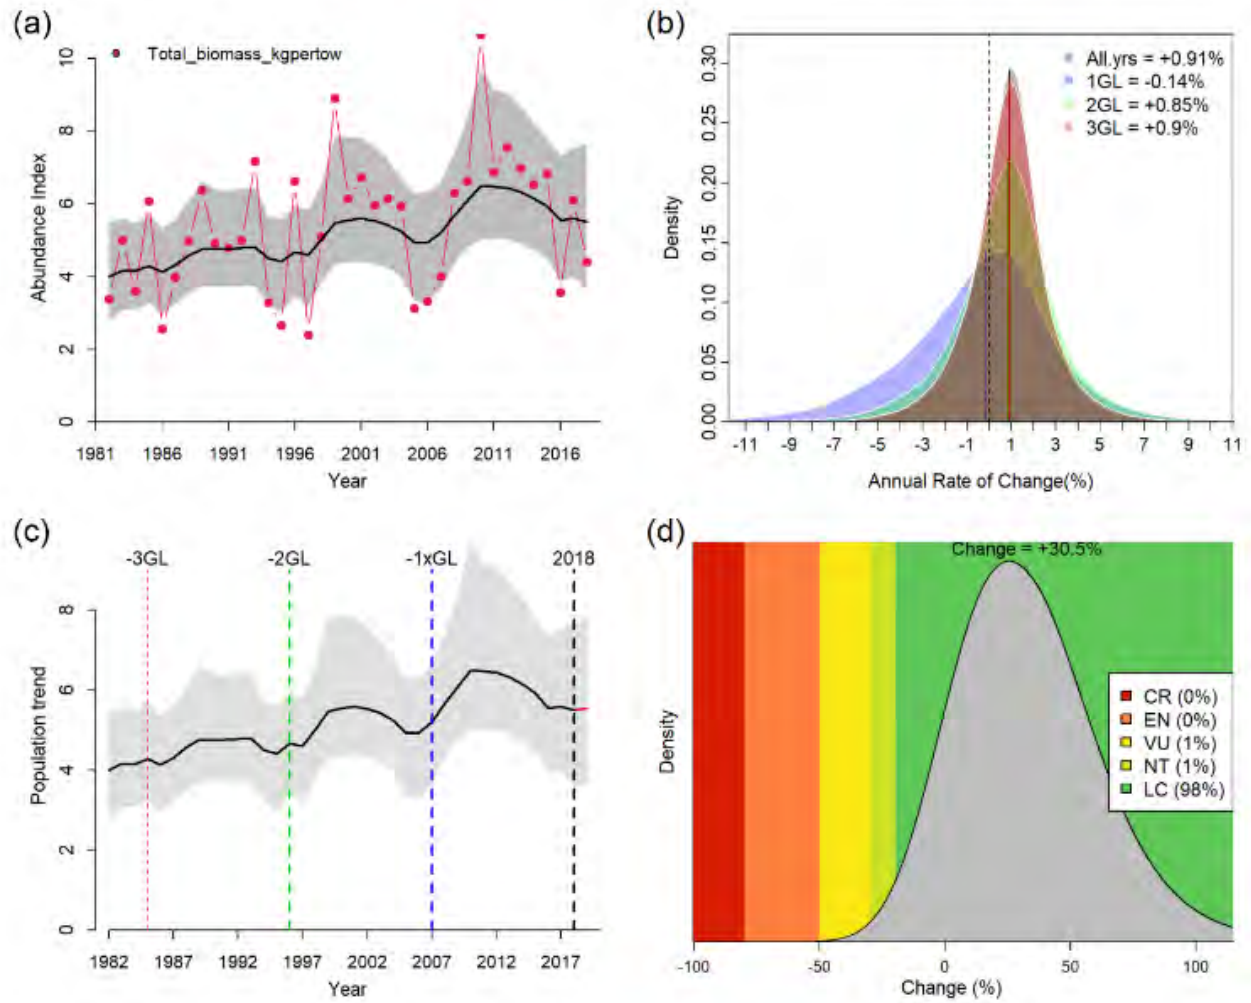 (a)
Total_biomass_kgpertow
Abundance Index
10
8
6
4
2
0
1981 1986 1991 1996 2001 2006 2011 2016
Year
(b)
All.yrs = +0.91%
1GL = -0.14%
2GL = +0.85%
3GL = +0.9%
Density
0.30
0.25
0.20
0.15
0.10
0.05
0.00
-11 -9 -7 -5 -3 -1 1 3 5 7 9 11
Annual Rate of Change(%)
(c)
-3GL -2GL -1xGL 2018
Population trend
8
6
4
2
0
1982 1987 1992 1997 2002 2007 2012 2017
Year
(d)
Change = +30.5%
CR (0%)
EN (0%)
VU (1%)
NT (1%)
LC (98%)
Density
-100 -50 0 50 100
Change (%)